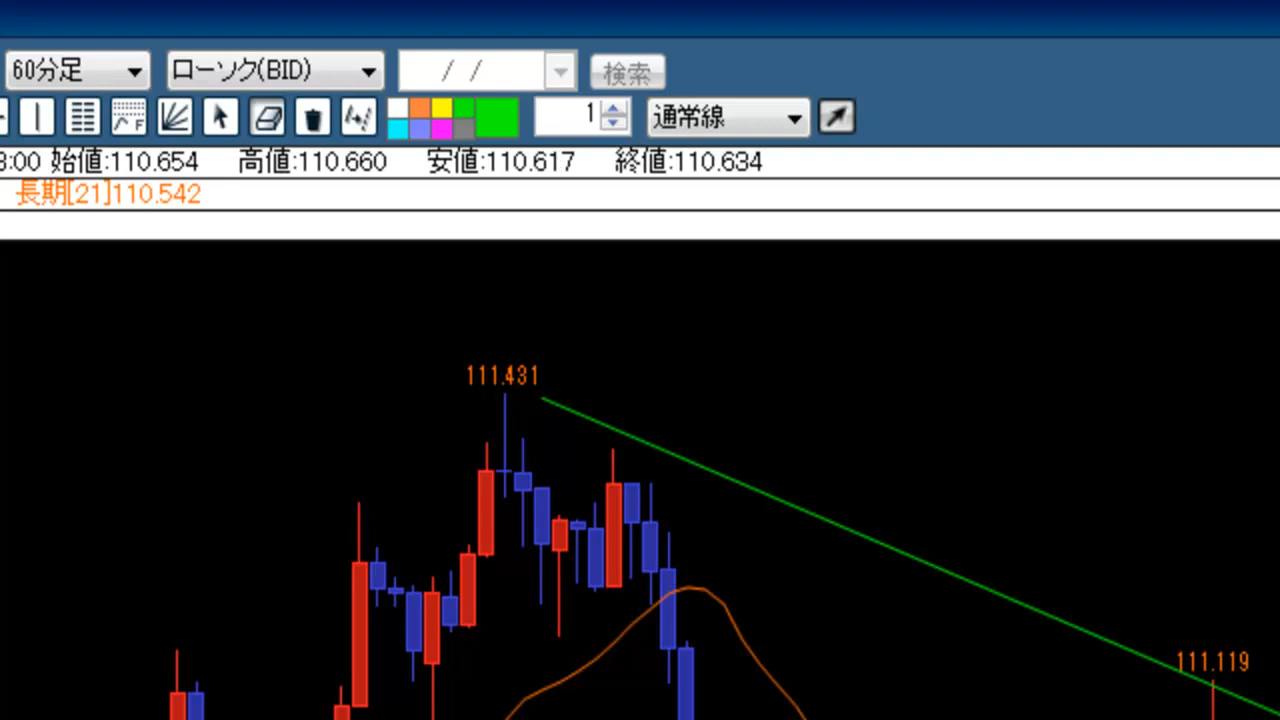 60分足 ローソク(BID) / / 検索
F 1 通常線
3:00 始値:110.654 高値:110.660 安値:110.617 終値:110.634
長期[21]110.542
111.431
111.119